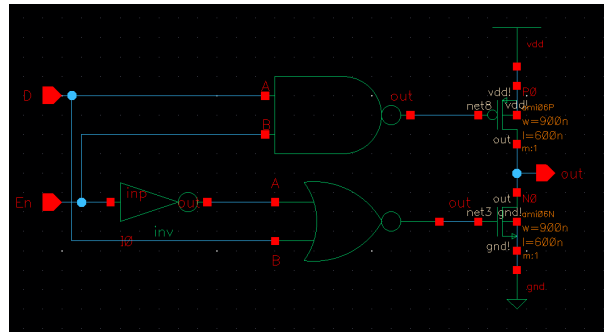 vdd
A
out
vdd!
P0
D
vdd!
ami06P
net8
w=900n
B
l=600n
out
m:1
out
A
out
N0
En
inp
out
out
net3
gnd!
ami06N
w=900n
I0
inv
l=600n
B
gnd!
m:1
gnd